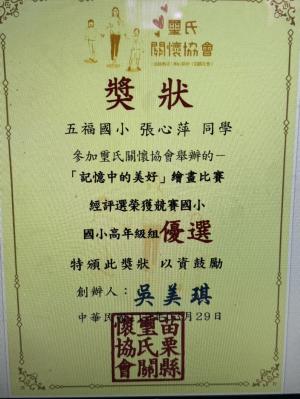 璽氏
關懷協會
獎狀
五福國小 張心萍 同學
參加璽氏關懷協會舉辦的－
「記憶中的美好」繪畫比賽
經評選榮獲競賽國小
國小高年級組優選
特頒此獎狀 以資鼓勵
創辦人：吳美琪
中華民 月29日
苗栗縣
璽氏關
懷協會